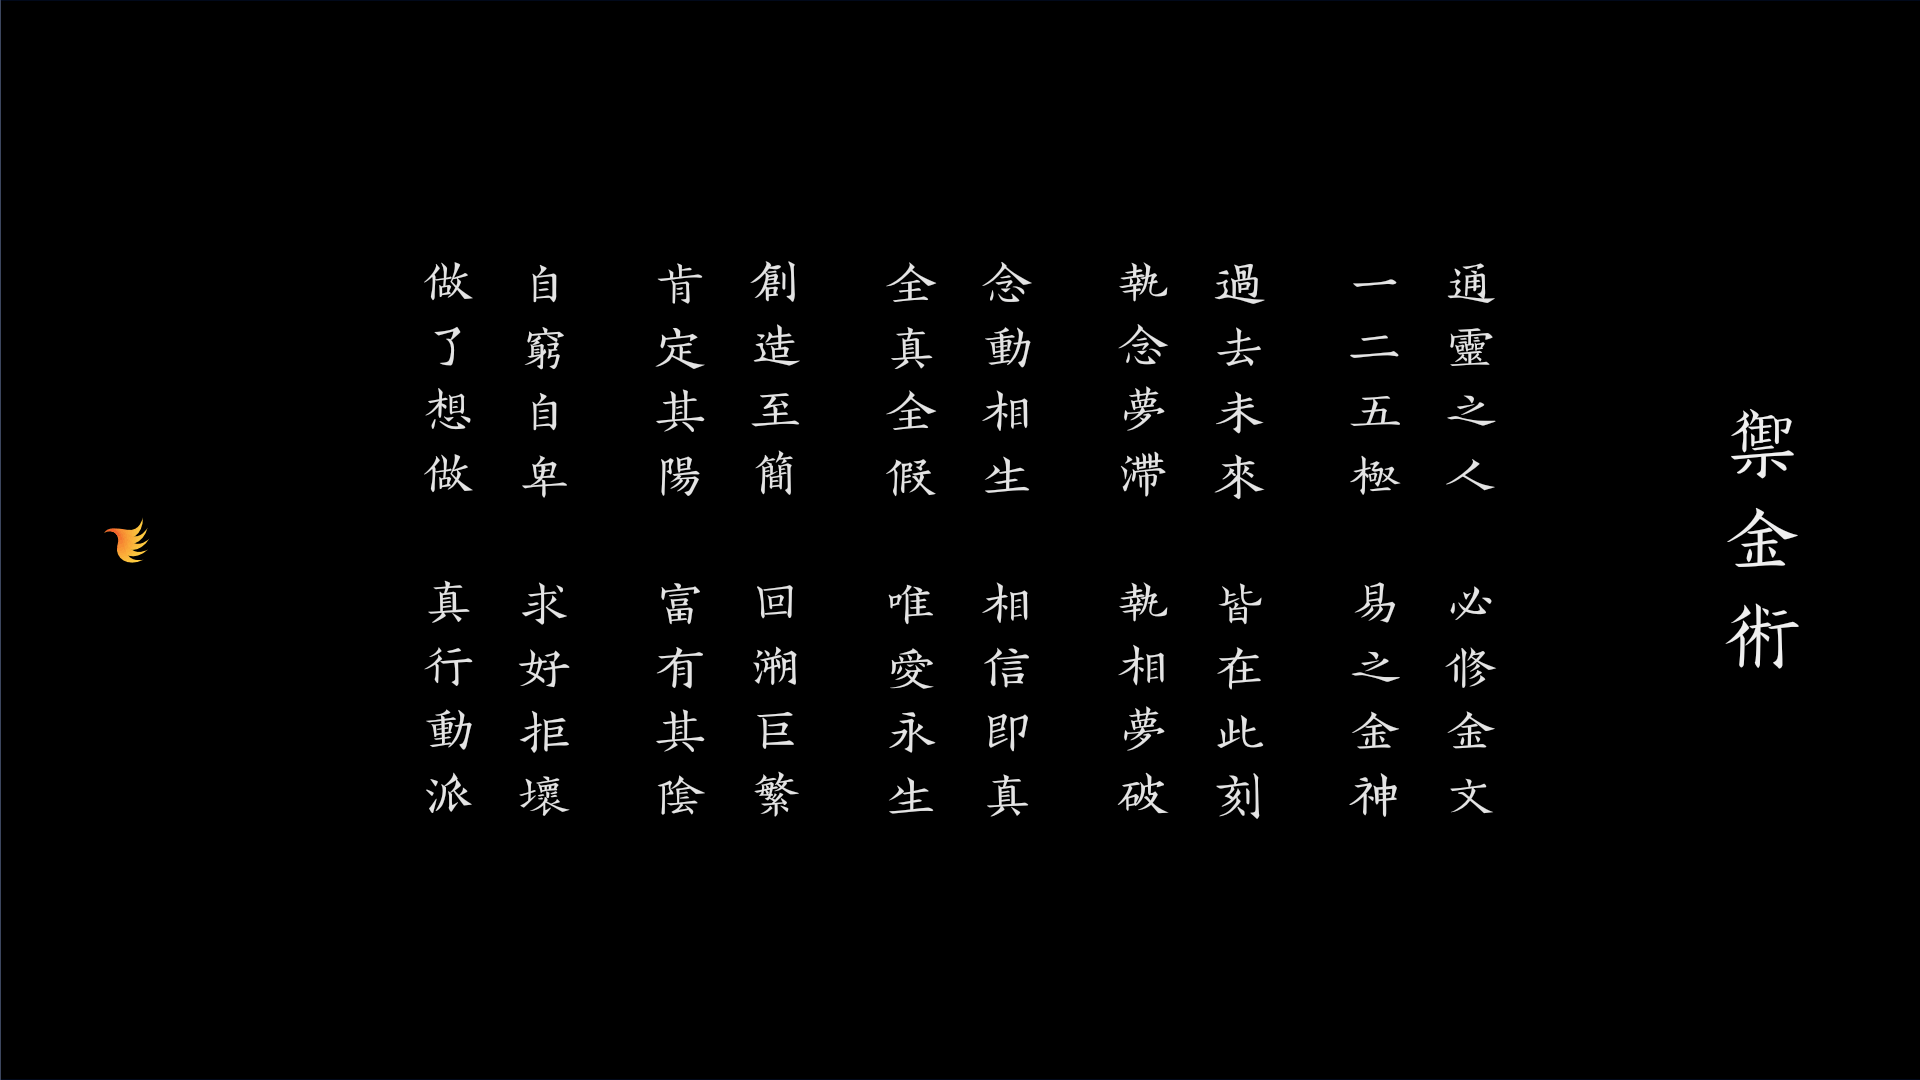 禦金術
通靈之人 必修金文
一二五極 易之金神
過去未來 皆在此刻
執念夢滯 執相夢破
念動相生 相信即真
全真全假 唯愛永生
創造至簡 回溯巨繁
肯定其陽 富有其陰
自窮自卑 求好拒壞
做了想做 真行動派